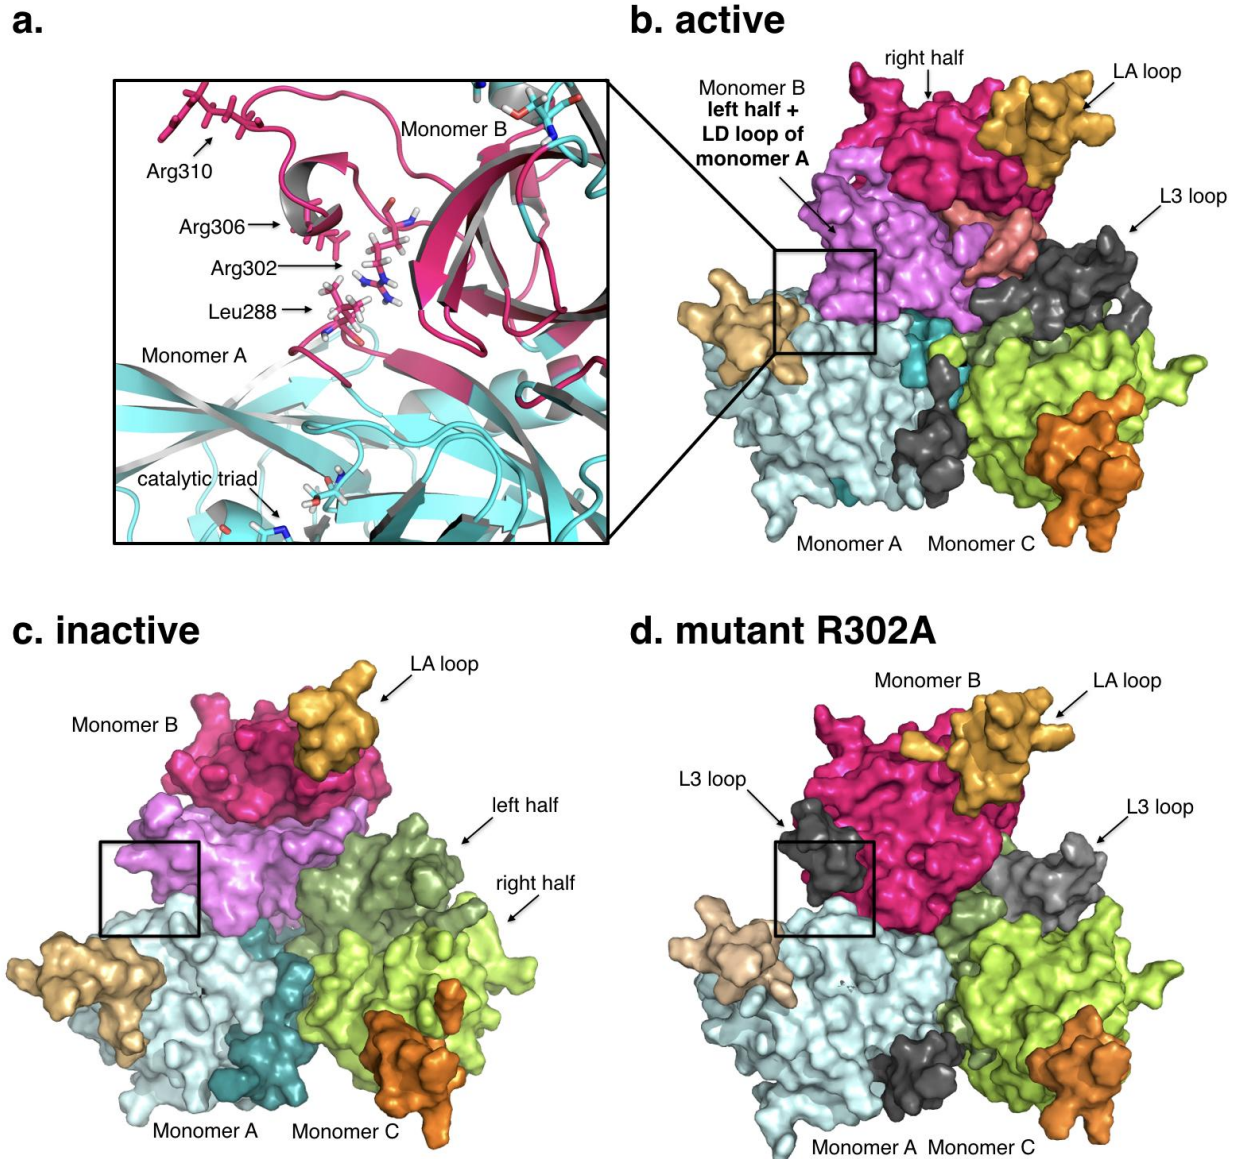 a.
Arg310
Arg306
Arg302
Leu288
Monomer A
Monomer B
catalytic triad
b. active
right half
LA loop
Monomer B
left half +
LD loop of
monomer A
L3 loop
Monomer A
Monomer C
c. inactive
LA loop
Monomer B
left half
right half
Monomer A
Monomer C
d. mutant R302A
Monomer B
LA loop
L3 loop
L3 loop
Monomer A
Monomer C